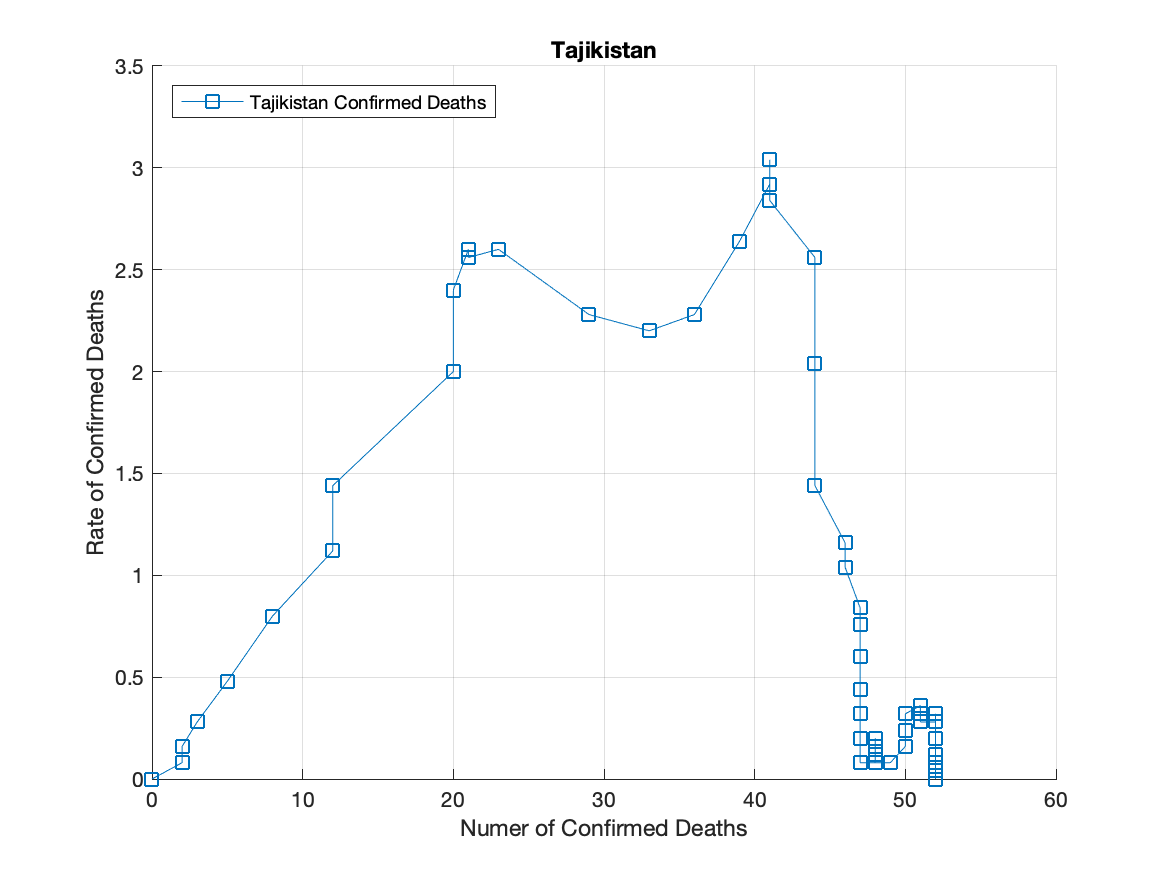 Tajikistan
Tajikistan Confirmed Deaths
3.5
3
2.5
2
1.5
1
0.5
0
Rate of Confirmed Deaths
0 10 20 30 40 50 60
Numer of Confirmed Deaths